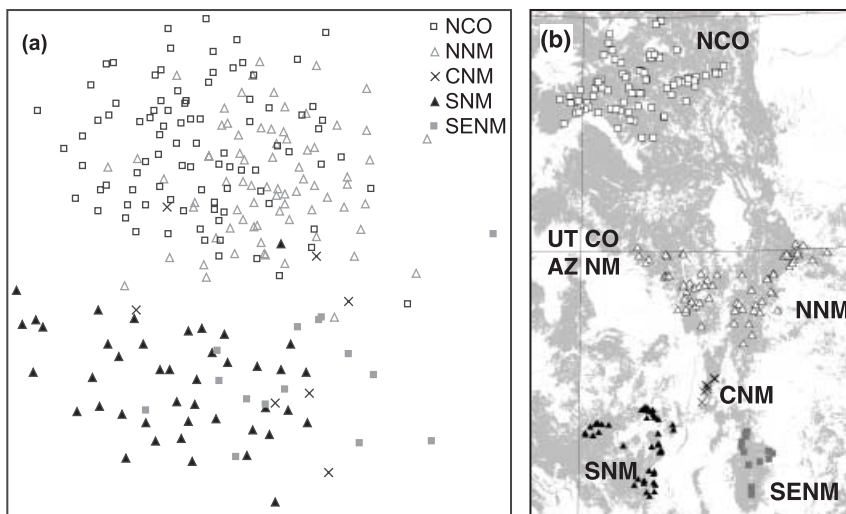 (a)
NCO
NNM
CNM
SNM
SENM
(b)
NCO
UT CO
AZ NM
NNM
CNM
SNM
SENM